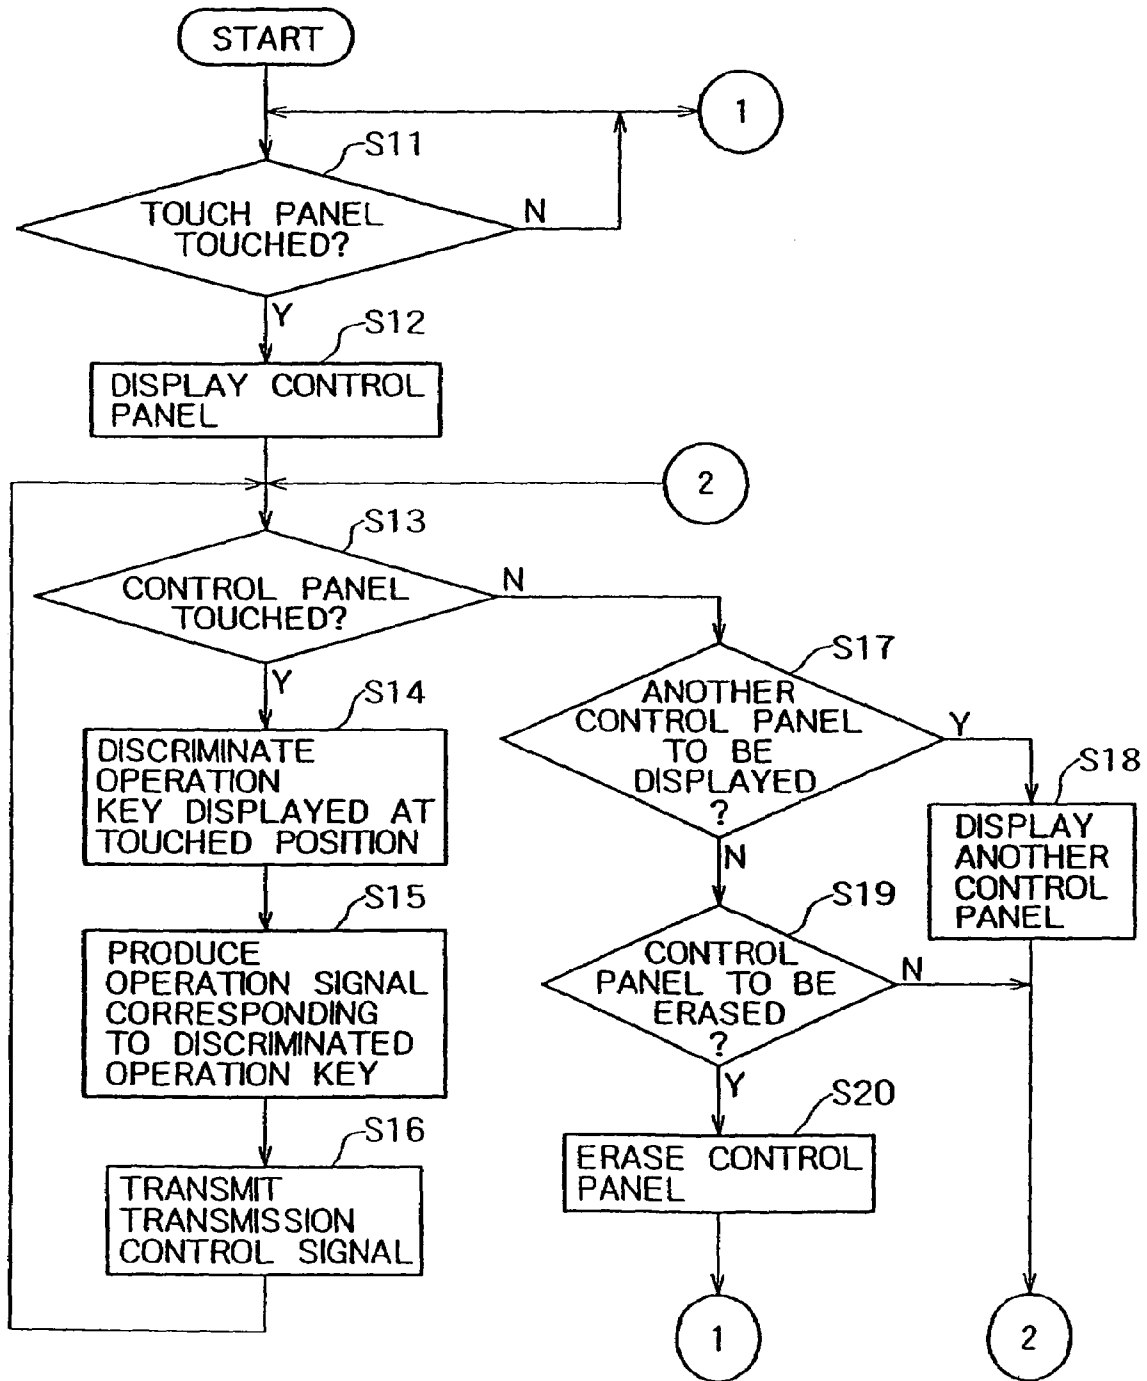 START
1
S11
TOUCH PANEL
TOUCHED?
N
Y
S12
DISPLAY CONTROL
PANEL
2
S13
CONTROL PANEL
TOUCHED?
N
Y
S14
DISCRIMINATE
OPERATION
KEY DISPLAYED AT
TOUCHED POSITION
S15
PRODUCE
OPERATION SIGNAL
CORRESPONDING
TO DISCRIMINATED
OPERATION KEY
S16
TRANSMIT
TRANSMISSION
CONTROL SIGNAL
S17
ANOTHER
CONTROL PANEL
TO BE
DISPLAYED
?
Y
N
S18
DISPLAY
ANOTHER
CONTROL
PANEL
S19
CONTROL
PANEL TO BE
ERASED
?
N
Y
S20
ERASE CONTROL
PANEL
1
2